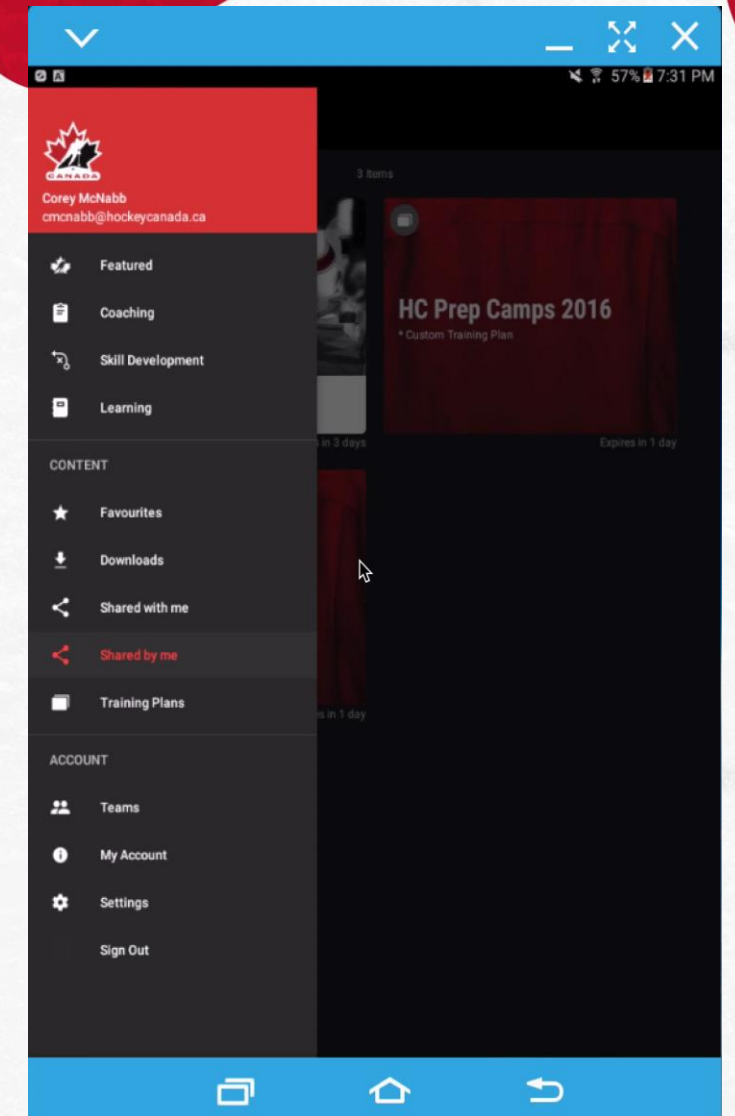 57% 7:31 PM
CANADA
Corey McNabb
cmcnabb@hockeycanada.ca
3 Items
Featured
Coaching
HC Prep Camps 2016
* Custom Training Plan
Skill Development
Learning
in 3 days
Expires in 1 day
CONTENT
Favourites
Downloads
Shared with me
Shared by me
Training Plans
in 1 day
ACCOUNT
Teams
My Account
Settings
Sign Out